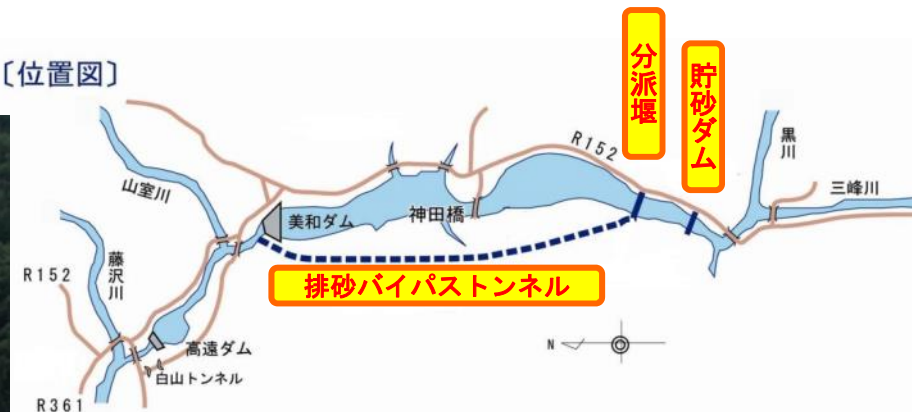 〔位置図〕
分派堰
貯砂ダム
R152
黒川
三峰川
山室川
美和ダム
神田橋
藤沢川
R152
排砂バイパストンネル
高遠ダム
白山トンネル
N
R361